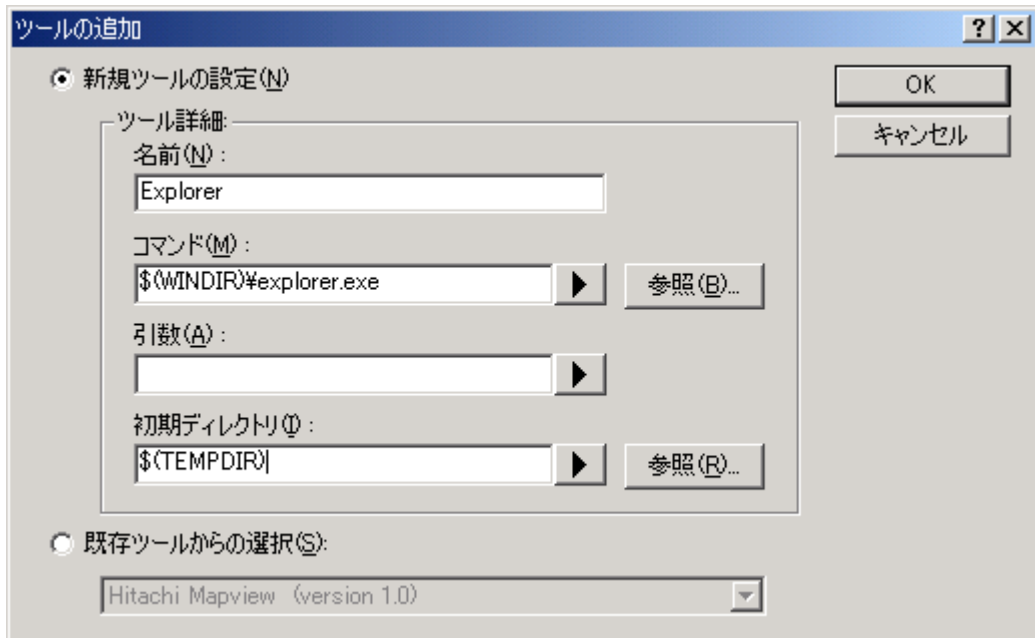 ツールの追加
新規ツールの設定(N)
OK
キャンセル
ツール詳細:
名前(N) :
Explorer
コマンド(M) :
$(WINDIR)¥explorer.exe
参照(B)...
引数(A) :
初期ディレクトリ(I) :
$(TEMPDIR)
参照(R)...
既存ツールからの選択(S):
Hitachi Mapview (version 1.0)